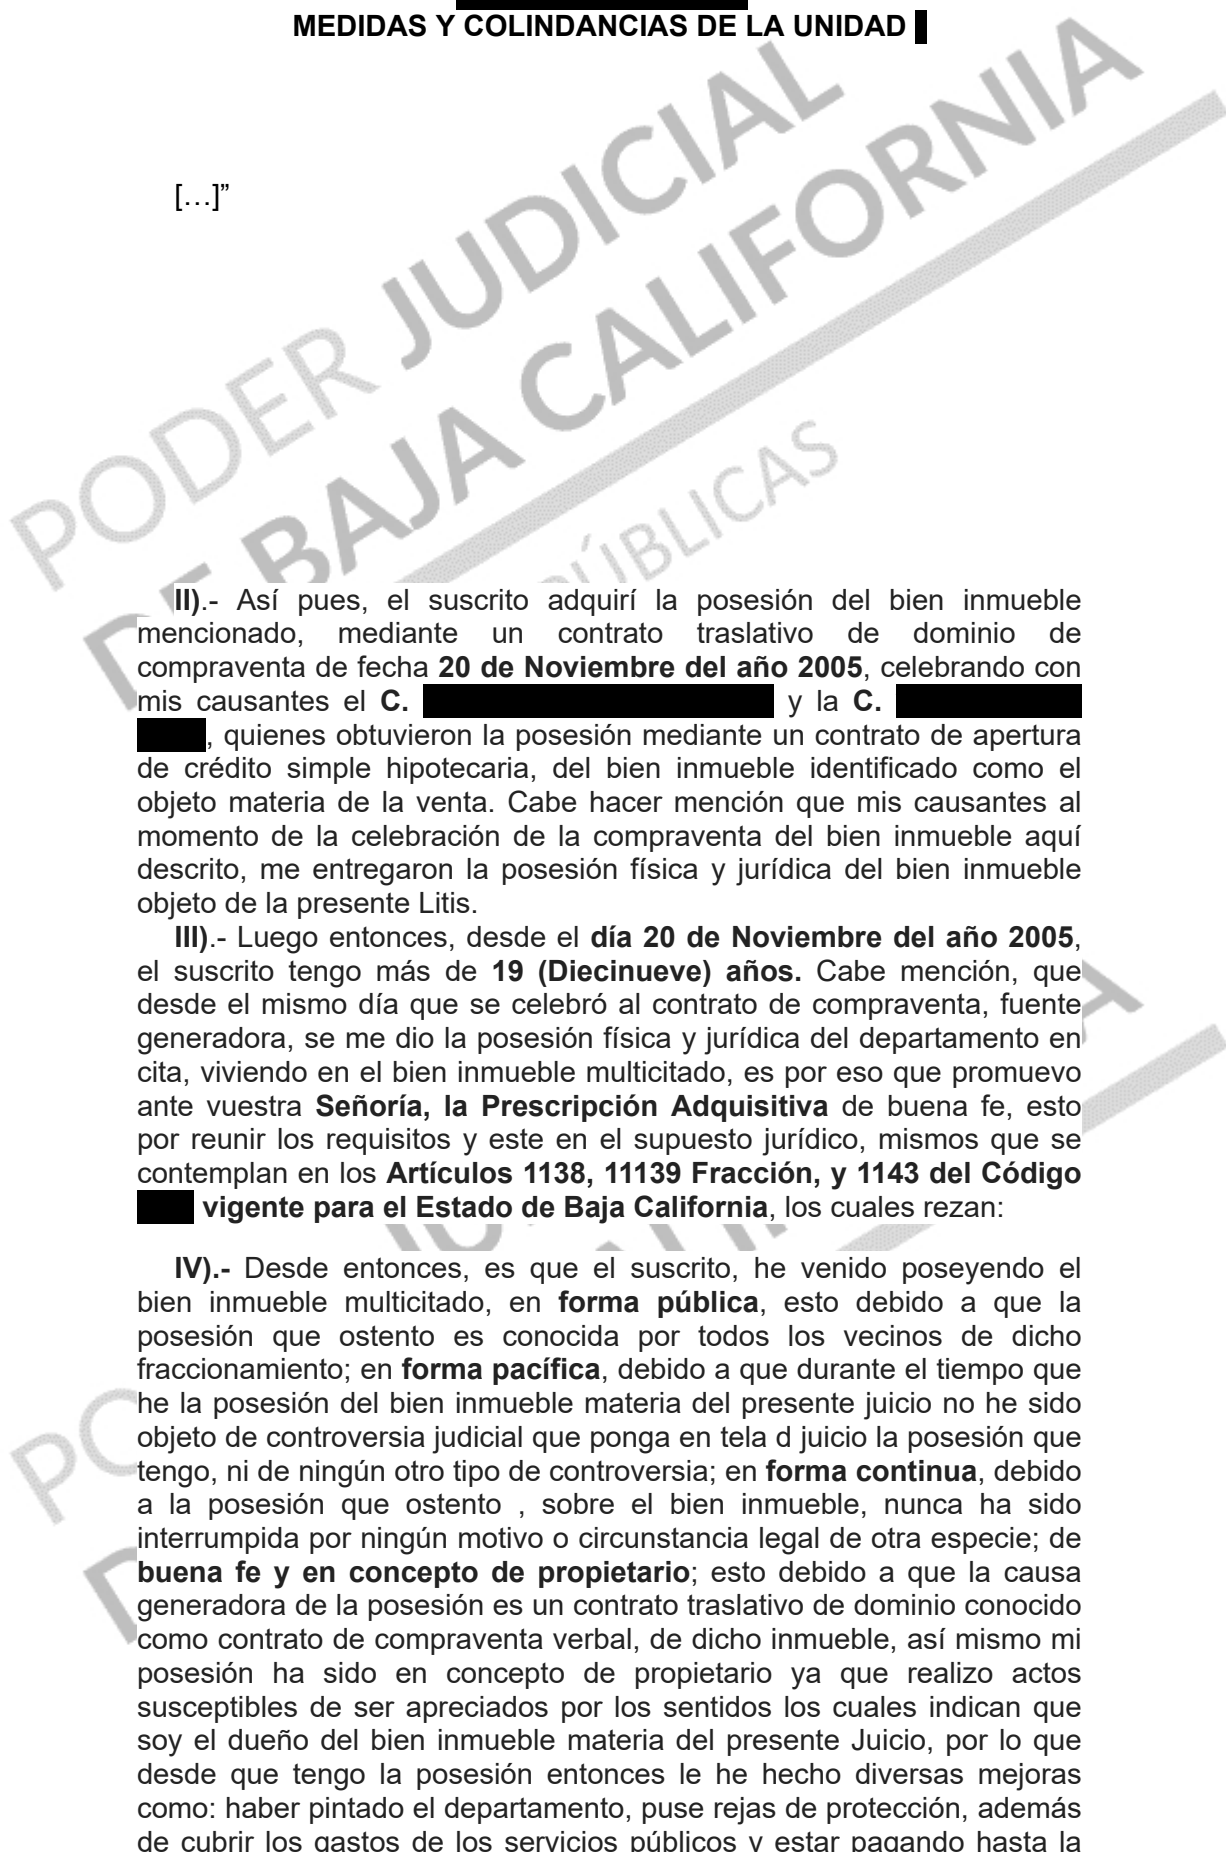 MEDIDAS Y COLINDANCIAS DE LA UNIDAD
[…]”
PODER JUDICIAL
DE BAJA CALIFORNIA
PÚBLICAS
II).- Así pues, el suscrito adquirí la posesión del bien inmueble
mencionado, mediante un contrato traslativo de dominio de
compraventa de fecha 20 de Noviembre del año 2005, celebrando con
mis causantes el C. y la C.
, quienes obtuvieron la posesión mediante un contrato de apertura
de crédito simple hipotecaria, del bien inmueble identificado como el
objeto materia de la venta. Cabe hacer mención que mis causantes al
momento de la celebración de la compraventa del bien inmueble aquí
descrito, me entregaron la posesión física y jurídica del bien inmueble
objeto de la presente Litis.
III).- Luego entonces, desde el día 20 de Noviembre del año 2005,
el suscrito tengo más de 19 (Diecinueve) años. Cabe mención, que
desde el mismo día que se celebró al contrato de compraventa, fuente
generadora, se me dio la posesión física y jurídica del departamento en
cita, viviendo en el bien inmueble multicitado, es por eso que promuevo
ante vuestra Señoría, la Prescripción Adquisitiva de buena fe, esto
por reunir los requisitos y este en el supuesto jurídico, mismos que se
contemplan en los Artículos 1138, 11139 Fracción, y 1143 del Código
vigente para el Estado de Baja California, los cuales rezan:
IV).- Desde entonces, es que el suscrito, he venido poseyendo el
bien inmueble multicitado, en forma pública, esto debido a que la
posesión que ostento es conocida por todos los vecinos de dicho
fraccionamiento; en forma pacífica, debido a que durante el tiempo que
he la posesión del bien inmueble materia del presente juicio no he sido
objeto de controversia judicial que ponga en tela d juicio la posesión que
tengo, ni de ningún otro tipo de controversia; en forma continua, debido
a la posesión que ostento , sobre el bien inmueble, nunca ha sido
interrumpida por ningún motivo o circunstancia legal de otra especie; de
buena fe y en concepto de propietario; esto debido a que la causa
generadora de la posesión es un contrato traslativo de dominio conocido
como contrato de compraventa verbal, de dicho inmueble, así mismo mi
posesión ha sido en concepto de propietario ya que realizo actos
susceptibles de ser apreciados por los sentidos los cuales indican que
soy el dueño del bien inmueble materia del presente Juicio, por lo que
desde que tengo la posesión entonces le he hecho diversas mejoras
como: haber pintado el departamento, puse rejas de protección, además
de cubrir los gastos de los servicios públicos y estar pagando hasta la